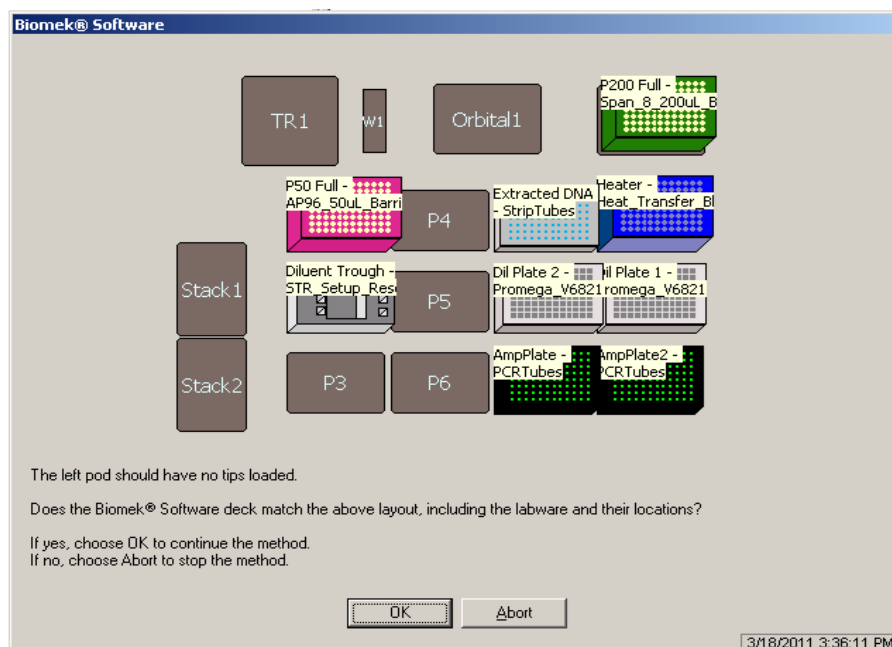 Biomek® Software
TR1
W1
Orbital1
P200 Full -
Span_8_200uL_B
P50 Full -
AP96_50uL_Barri
P4
Extracted DNA
- StripTubes
Heater -
Heat_Transfer_Bl
Stack1
Diluent Trough -
STR_Setup_Rese
P5
Dil Plate 2 -
Promega_V6821
Dil Plate 1 -
romega_V6821
Stack2
P3
P6
AmpPlate -
PCRTubes
AmpPlate2 -
PCRTubes
The left pod should have no tips loaded.
Does the Biomek® Software deck match the above layout, including the labware and their locations?
If yes, choose OK to continue the method.
If no, choose Abort to stop the method.
OK
Abort
3/18/2011 3:36:11 PM